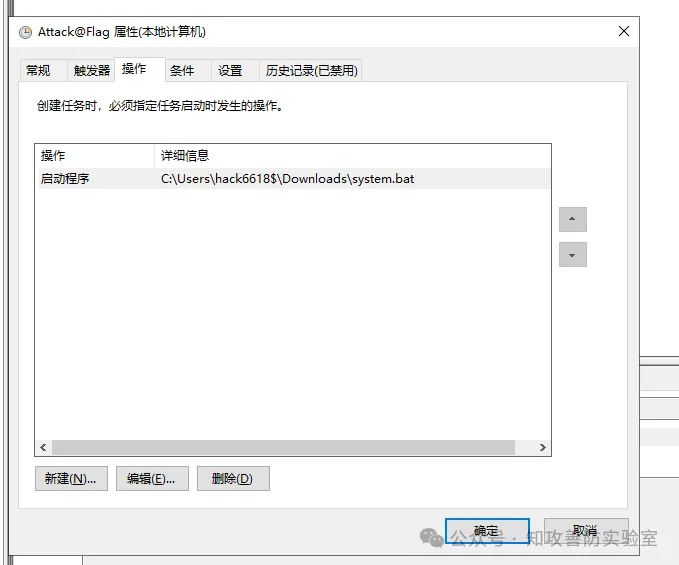 Attack@Flag 属性(本地计算机)
常规 触发器 操作 条件 设置 历史记录(已禁用)
创建任务时，必须指定任务启动时发生的操作。
操作 详细信息
启动程序 C:\Users\hack6618$\Downloads\system.bat
新建(N)... 编辑(E)... 删除(D)
确定 取消
公众号 · 知攻善防实验室